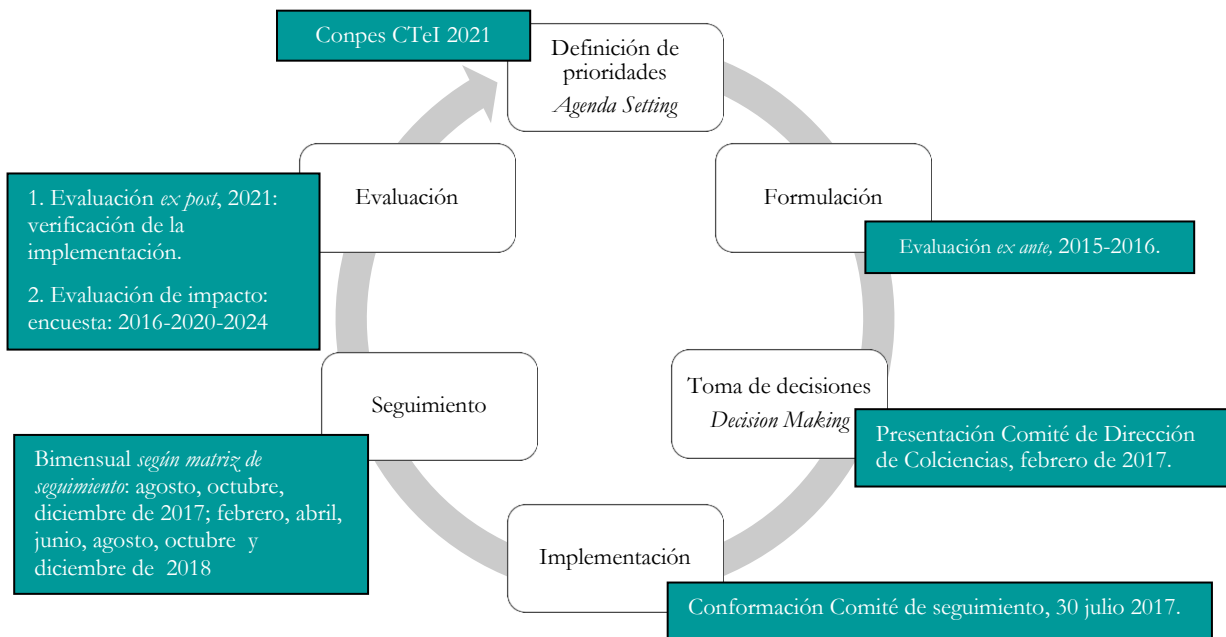 Conpes CTeI 2021
Definición de
prioridades
Agenda Setting
Formulación
Evaluación ex ante, 2015-2016.
Toma de decisiones
Decision Making
Presentación Comité de Dirección
de Colciencias, febrero de 2017.
Implementación
Conformación Comité de seguimiento, 30 julio 2017.
Seguimiento
Bimensual según matriz de
seguimiento: agosto, octubre,
diciembre de 2017; febrero, abril,
junio, agosto, octubre y
diciembre de 2018
Evaluación
1. Evaluación ex post, 2021:
verificación de la
implementación.
2. Evaluación de impacto:
encuesta: 2016-2020-2024